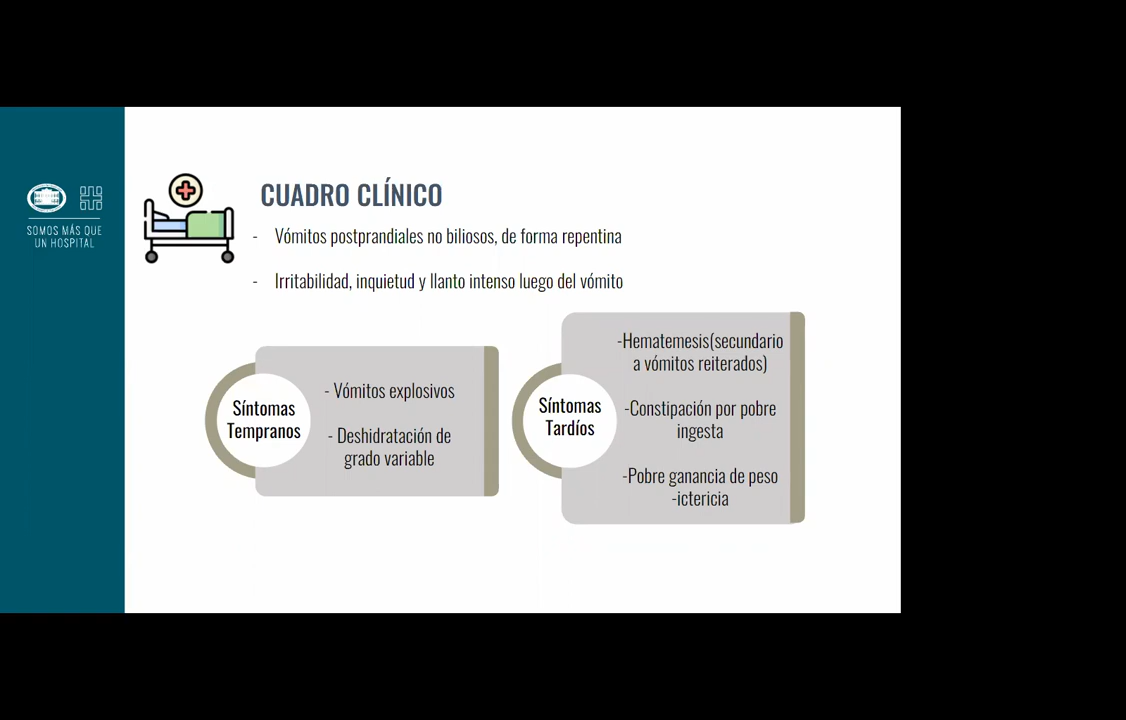 SOMOS MÁS QUE
UN HOSPITAL
CUADRO CLÍNICO
- Vómitos postprandiales no biliosos, de forma repentina
- Irritabilidad, inquietud y llanto intenso luego del vómito
Síntomas
Tempranos
- Vómitos explosivos
- Deshidratación de
grado variable
Síntomas
Tardíos
-Hematemesis(secundario
a vómitos reiterados)
-Constipación por pobre
ingesta
-Pobre ganancia de peso
-ictericia